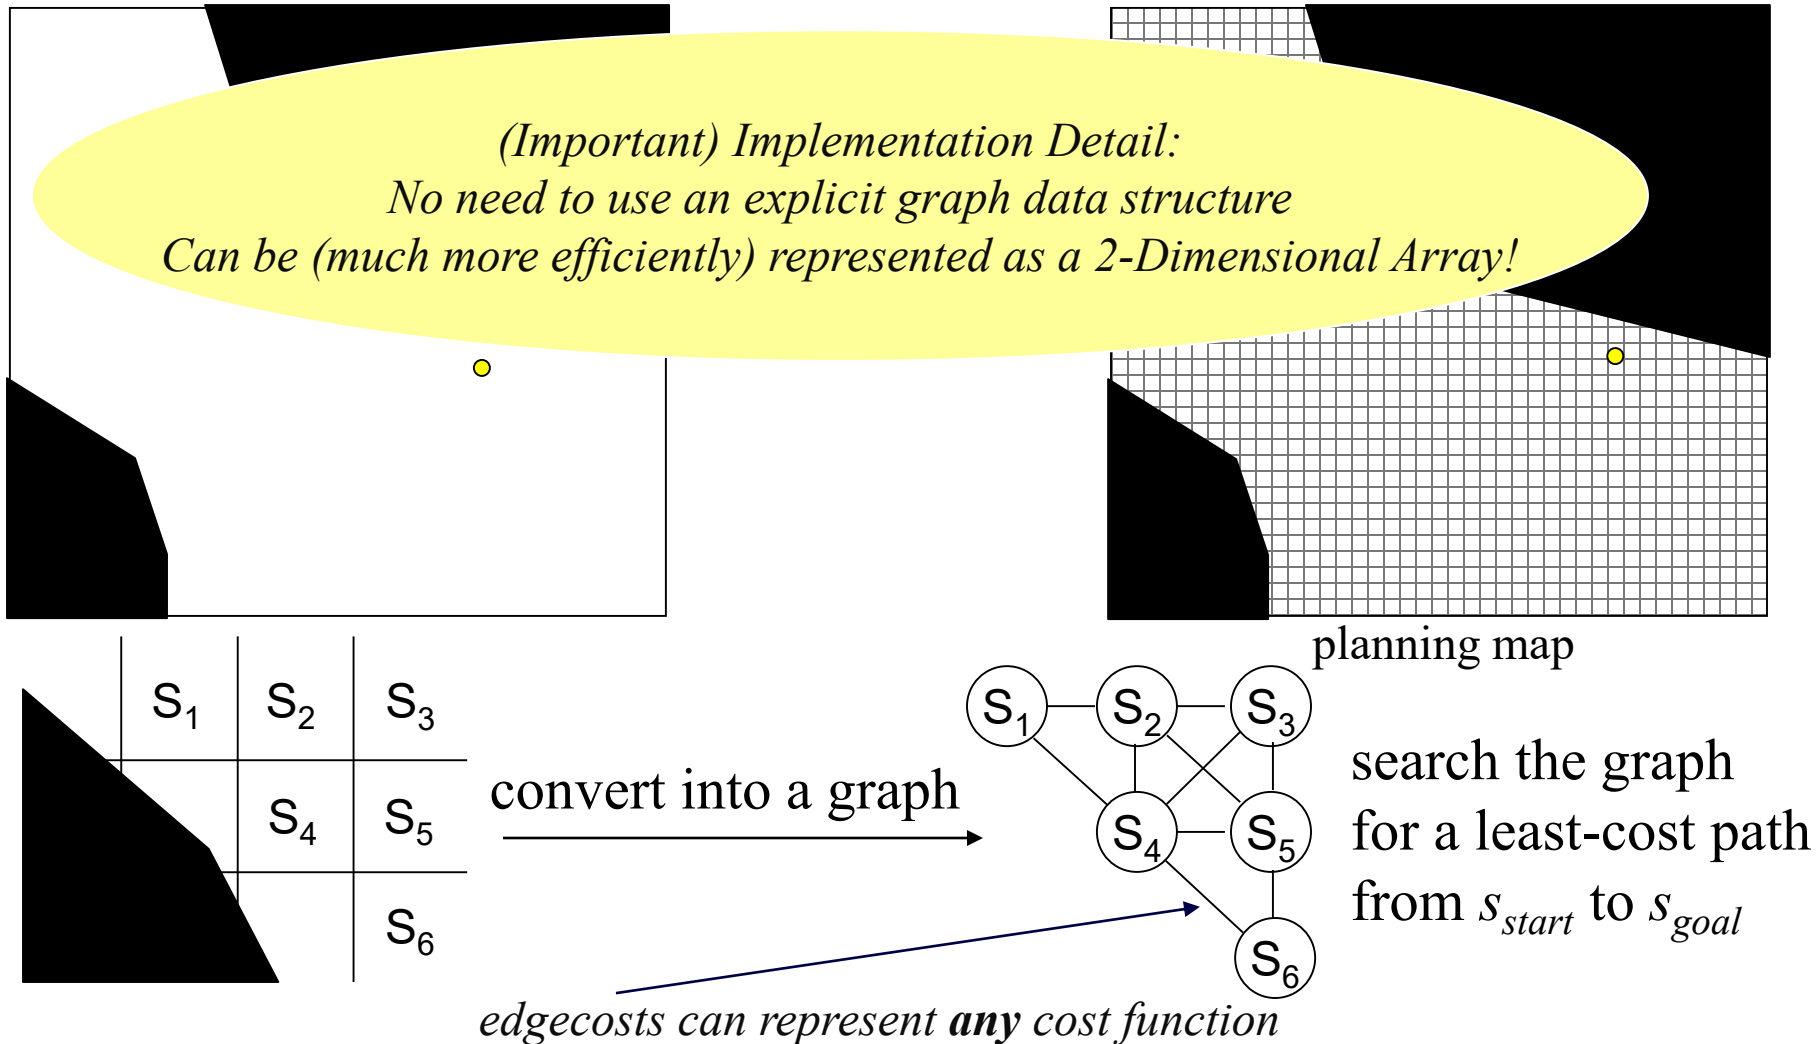 (Important) Implementation Detail:
No need to use an explicit graph data structure
Can be (much more efficiently) represented as a 2-Dimensional Array!
planning map
S1 S2 S3
S4 S5
S6
convert into a graph
S1 S2 S3
S4 S5
S6
search the graph
for a least-cost path
from sstart to sgoal
edgecosts can represent any cost function